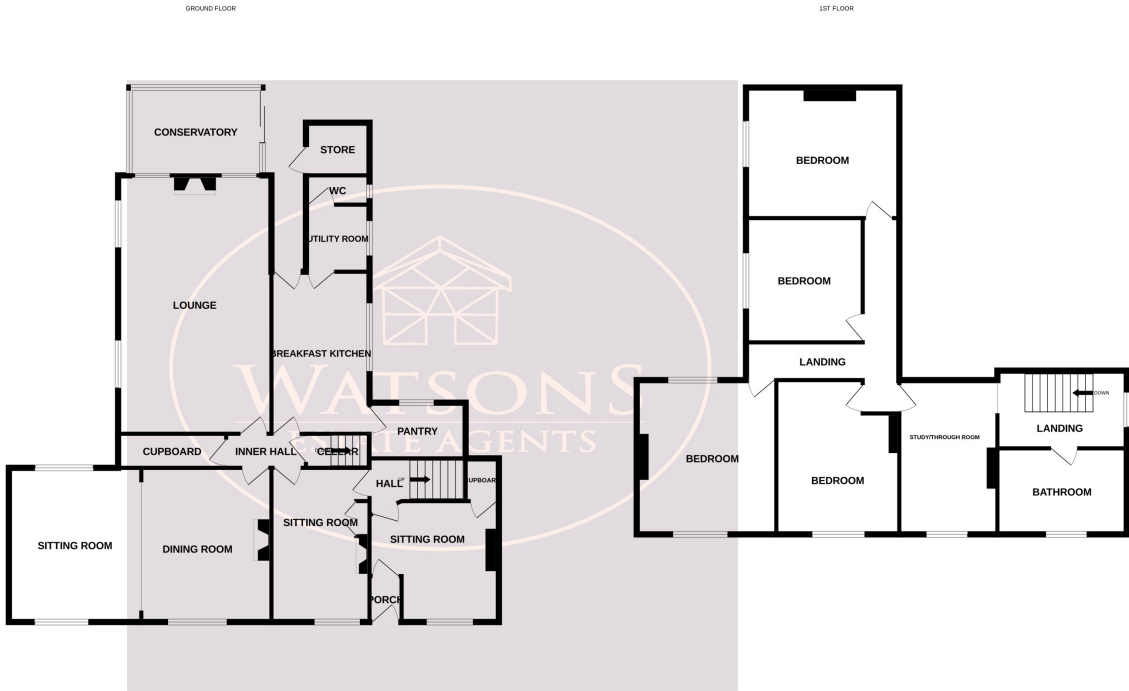 GROUND FLOOR
1ST FLOOR
CONSERVATORY
STORE
WC
UTILITY ROOM
LOUNGE
BREAKFAST KITCHEN
WATSONS
ESTATE AGENTS
PANTRY
CUPBOARD
INNER HALL
CELLAR
HALL
UP
CUPBOARD
SITTING ROOM
SITTING ROOM
SITTING ROOM
DINING ROOM
PORCH
BEDROOM
BEDROOM
LANDING
DOWN
LANDING
STUDY/THROUGH ROOM
BEDROOM
BEDROOM
BATHROOM